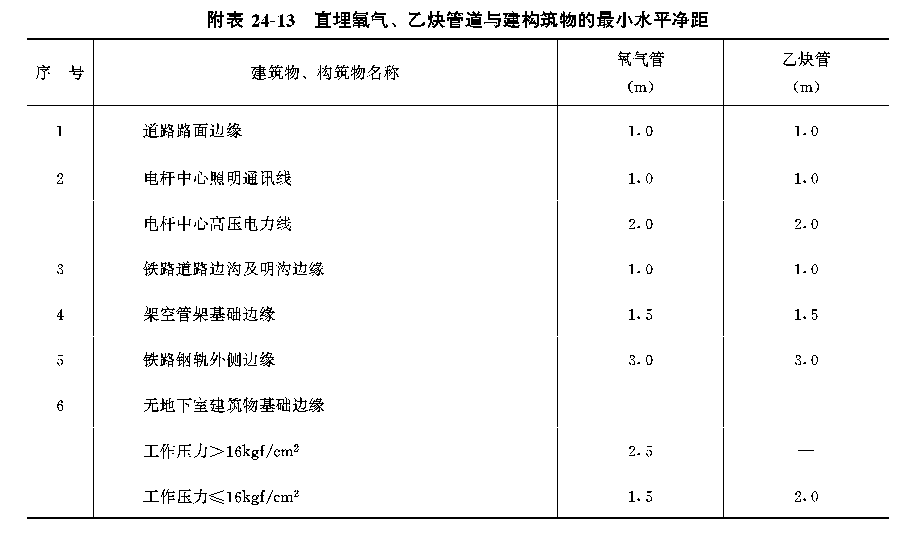 附表 24-13 直埋氧气、乙炔管道与建构筑物的最小水平净距
序 号 建筑物、构筑物名称 氧气管 (m) 乙炔管 (m)
1 道路路面边缘 1.0 1.0
2 电杆中心照明通讯线 1.0 1.0
电杆中心高压电力线 2.0 2.0
3 铁路道路边沟及明沟边缘 1.0 1.0
4 架空管架基础边缘 1.5 1.5
5 铁路钢轨外侧边缘 3.0 3.0
6 无地下室建筑物基础边缘
工作压力>16kgf/cm² 2.5 —
工作压力≤16kgf/cm² 1.5 2.0